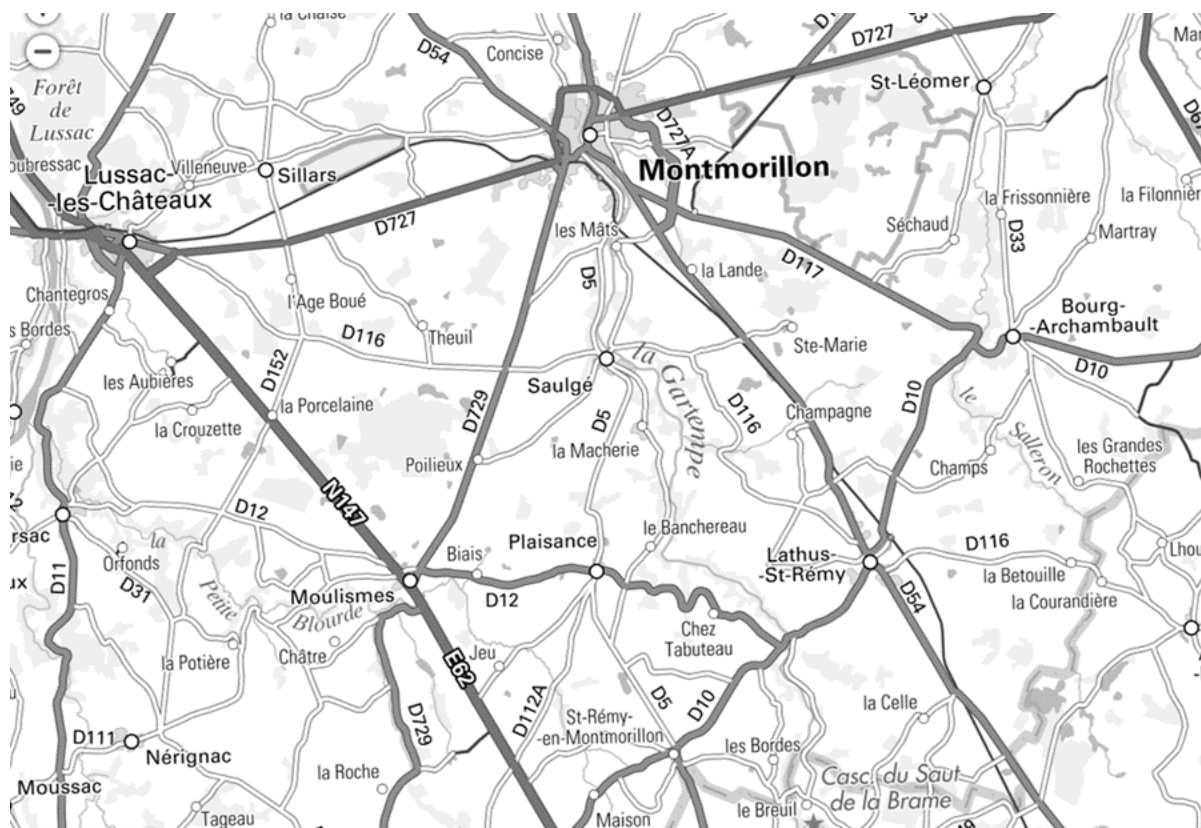 la Chaise
Concise
D54
D727
St-Léomer
Forêt
de
Lussac
D727A
Villeneuve
Sillars
Montmorillon
Lussac-
-les-Châteaux
la Frissonnière
la Filonnière
D727
les Mâts
Séchaud
D33
Martray
D5
la Lande
D117
Chantegros
l'Age Boué
Bourg-
-Archambault
Theuil
D116
Ste-Marie
la
D10
les Aubières
D152
Saulgé
Gartempe
D10
le
la Porcelaine
D5
D116
Champagne
la Crouzette
D729
Salleron
les Grandes
Rochettes
Poilieux
la Macherie
Champs
N147
D12
le Banchereau
la
Orfonds
Biais
Plaisance
Lathus-
-St-Rémy
D116
D11
D31
Petite
Moulismes
D12
la Betouille
Blourde
D54
la Courandière
Chez
Tabuteau
la Potière
Châtre
Jeu
E62
D5
D10
la Celle
D112A
St-Rémy-
-en-Montmorillon
D729
D111
Nérignac
les Bordes
la Roche
Casc. du Saut
de la Brame
Moussac
le Breuil
Tageau
Maison